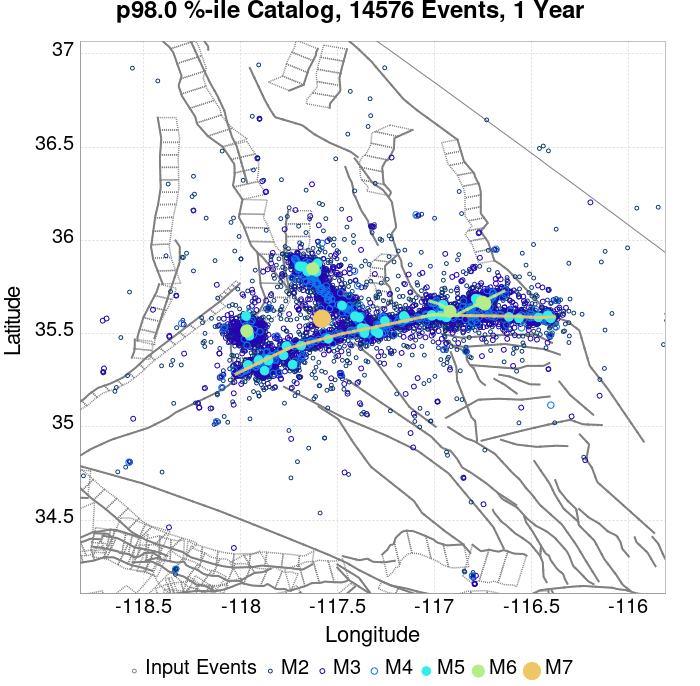 p98.0 %-ile Catalog, 14576 Events, 1 Year
37
36.5
36
35.5
35
34.5
Latitude
-118.5
-118
-117.5
-117
-116.5
-116
Longitude
Input Events
M2
M3
M4
M5
M6
M7